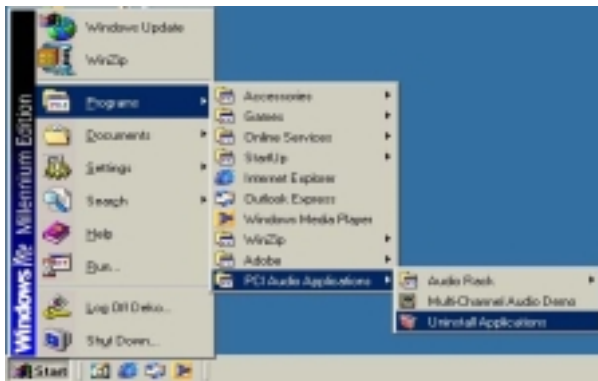 Windows Update
WinZip
Programs
Documents
Settings
Search
Help
Run...
Log Off Deko...
Shut Down...
Windows Me Millennium Edition
Accessories
Games
Online Services
StartUp
Internet Explorer
Outlook Express
Windows Media Player
WinZip
Adobe
PCI Audio Applications
Audio Rack
Multi-Channel Audio Demo
Uninstall Applications
Start